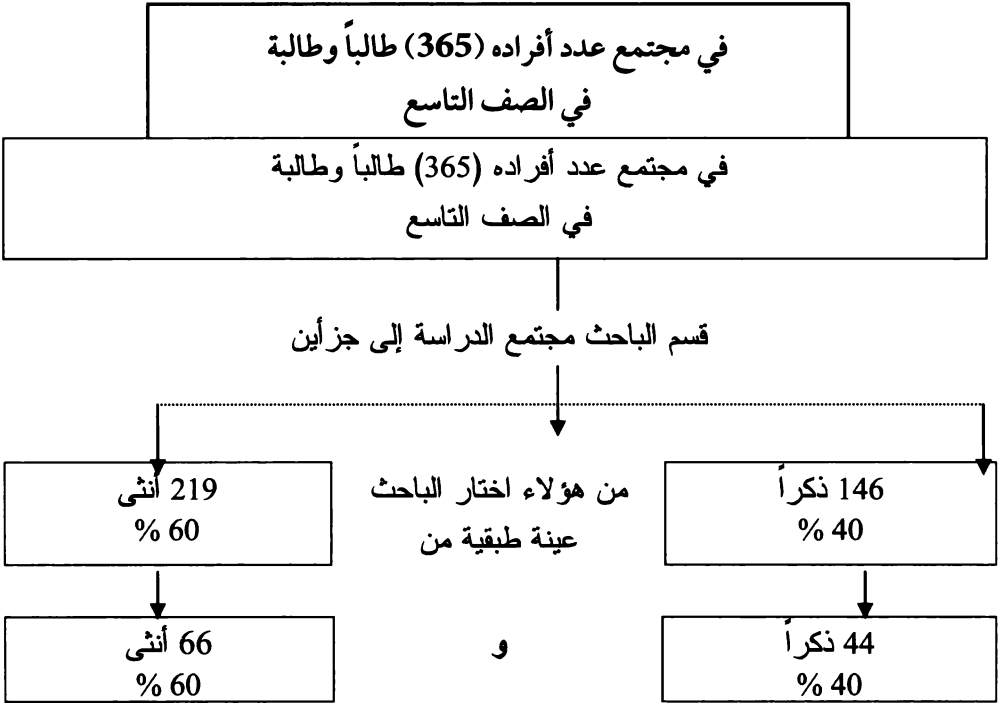 في مجتمع عدد أفراده (365) طالباً وطالبة
في الصف التاسع
في مجتمع عدد أفراده (365) طالباً وطالبة
في الصف التاسع
قسم الباحث مجتمع الدراسة إلى جزأين
146 ذكراً
40 %
من هؤلاء اختار الباحث
عينة طبقية من
219 أنثى
60 %
44 ذكراً
40 %
و
66 أنثى
60 %